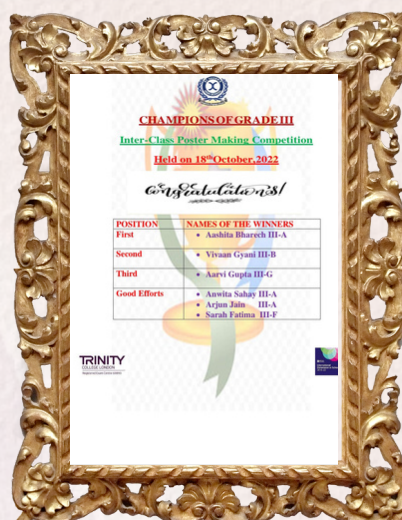 CHAMPIONS OF GRADE III
Inter-Class Poster Making Competition
Held on 18th October, 2022
Congratulations!
POSITION NAMES OF THE WINNERS
First • Aashita Bharech III-A
Second • Vivaan Gyani III-B
Third • Aarvi Gupta III-G
Good Efforts • Anwita Sahay III-A
• Arjun Jain III-A
• Sarah Fatima III-F
TRINITY
COLLEGE LONDON